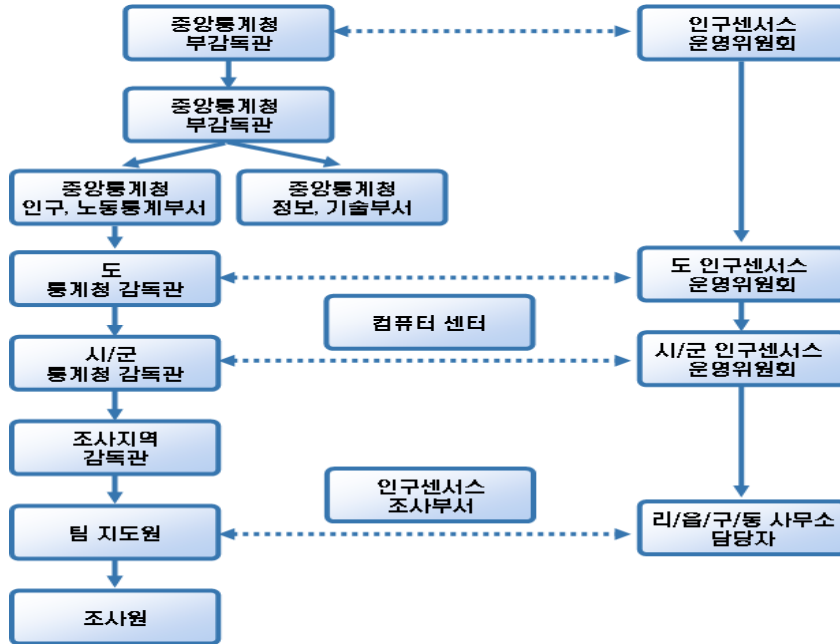 중앙통계청
부감독관
인구센서스
운영위원회
중앙통계청
부감독관
중앙통계청
인구, 노동통계부서
중앙통계청
정보, 기술부서
도
통계청 감독관
도 인구센서스
운영위원회
컴퓨터 센터
시/군
통계청 감독관
시/군 인구센서스
운영위원회
조사지역
감독관
인구센서스
조사부서
팀 지도원
리/읍/구/동 사무소
담당자
조사원